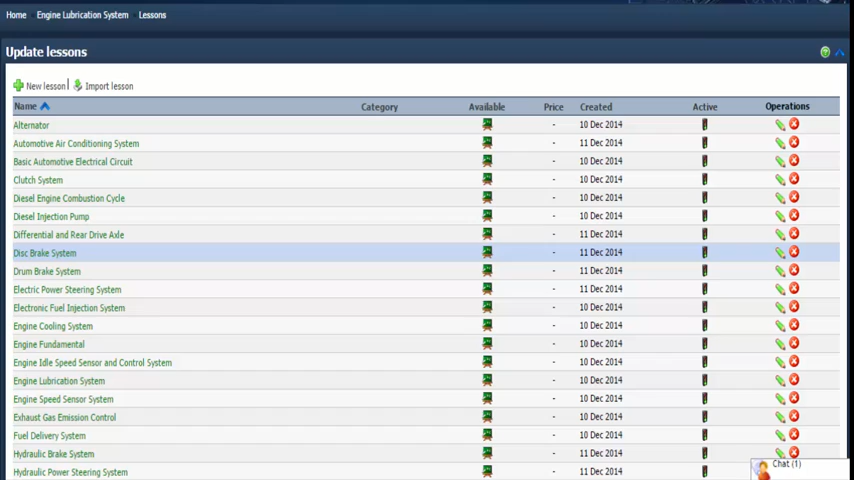 Home Engine Lubrication System Lessons
Update lessons
New lesson Import lesson
Name Category Available Price Created Active Operations
Alternator - 10 Dec 2014
Automotive Air Conditioning System - 11 Dec 2014
Basic Automotive Electrical Circuit - 10 Dec 2014
Clutch System - 10 Dec 2014
Diesel Engine Combustion Cycle - 10 Dec 2014
Diesel Injection Pump - 10 Dec 2014
Differential and Rear Drive Axle - 11 Dec 2014
Disc Brake System - 11 Dec 2014
Drum Brake System - 11 Dec 2014
Electric Power Steering System - 11 Dec 2014
Electronic Fuel Injection System - 10 Dec 2014
Engine Cooling System - 10 Dec 2014
Engine Fundamental - 10 Dec 2014
Engine Idle Speed Sensor and Control System - 10 Dec 2014
Engine Lubrication System - 10 Dec 2014
Engine Speed Sensor System - 10 Dec 2014
Exhaust Gas Emission Control - 10 Dec 2014
Fuel Delivery System - 10 Dec 2014
Hydraulic Brake System - 11 Dec 2014
Hydraulic Power Steering System - 11 Dec 2014
Chat (1)